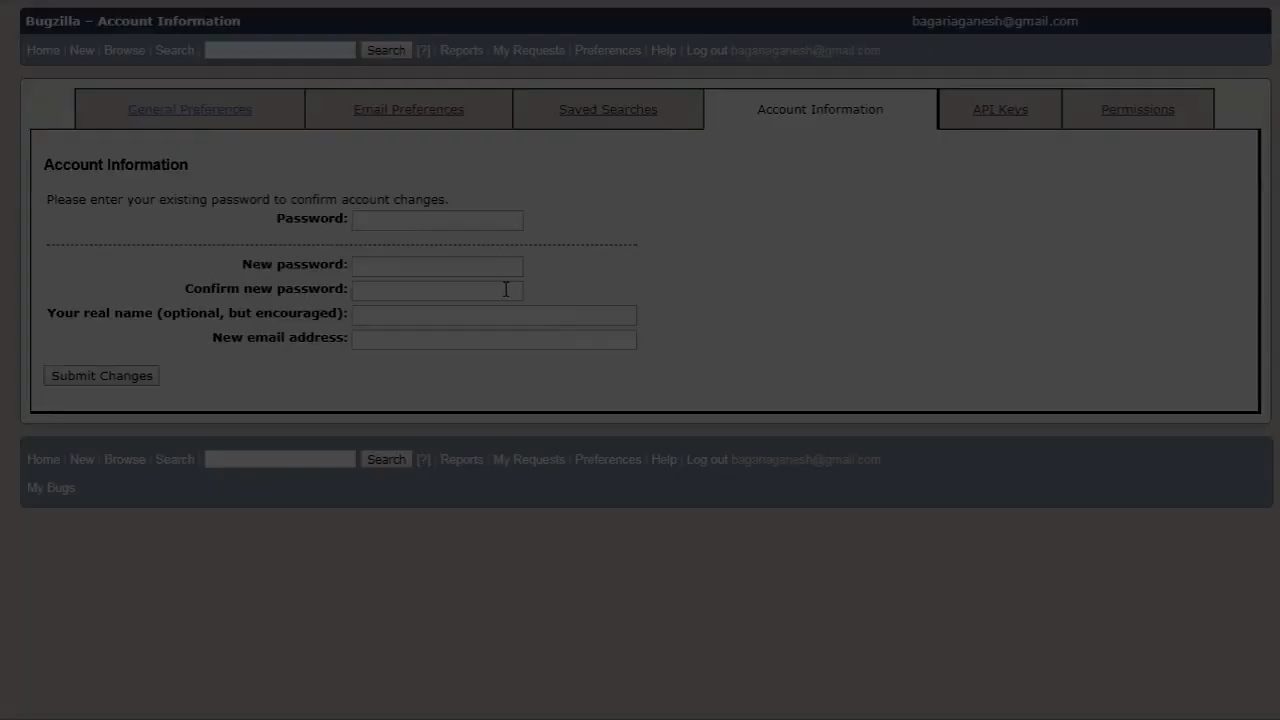 Bugzilla – Account Information bagariaganesh@gmail.com
Home | New | Browse | Search Search [?] | Reports | My Requests | Preferences | Help | Log out bagariaganesh@gmail.com
General Preferences Email Preferences Saved Searches Account Information API Keys Permissions
Account Information
Please enter your existing password to confirm account changes.
Password:
New password:
Confirm new password:
Your real name (optional, but encouraged):
New email address:
Submit Changes
Home | New | Browse | Search Search [?] | Reports | My Requests | Preferences | Help | Log out bagariaganesh@gmail.com
My Bugs